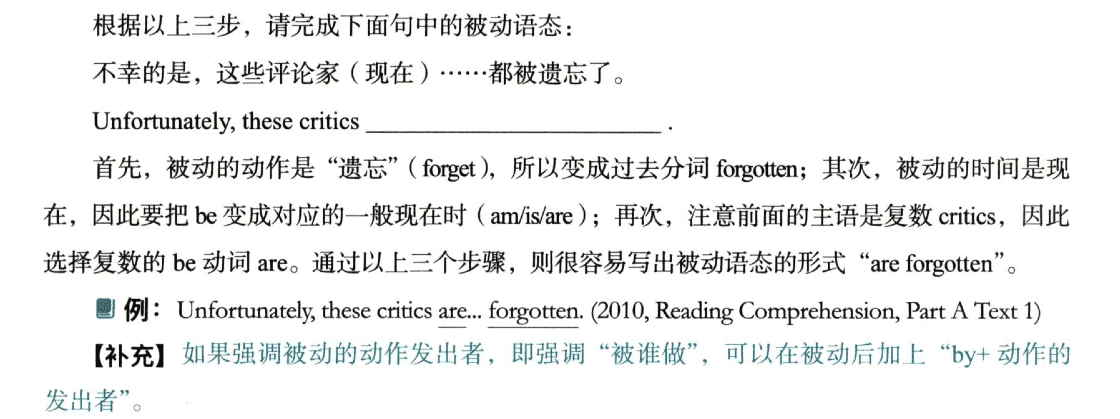 根据以上三步，请完成下面句中的被动语态：
不幸的是，这些评论家（现在）……都被遗忘了。
Unfortunately, these critics ______________________________ .
首先，被动的动作是“遗忘”（forget），所以变成过去分词 forgotten；其次，被动的时间是现
在，因此要把 be 变成对应的一般现在时（am/is/are）；再次，注意前面的主语是复数 critics，因此
选择复数的 be 动词 are。通过以上三个步骤，则很容易写出被动语态的形式“are forgotten”。
例：Unfortunately, these critics are... forgotten. (2010, Reading Comprehension, Part A Text 1)
【补充】如果强调被动的动作发出者，即强调“被谁做”，可以在被动后加上“by+ 动作的
发出者”。